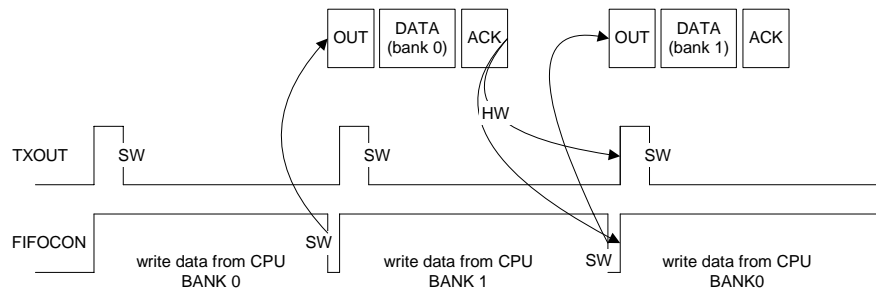 OUT DATA (bank 0) ACK OUT DATA (bank 1) ACK
HW
TXOUT SW SW SW
FIFOCON SW SW
write data from CPU write data from CPU write data from CPU
BANK 0 BANK 1 BANK0